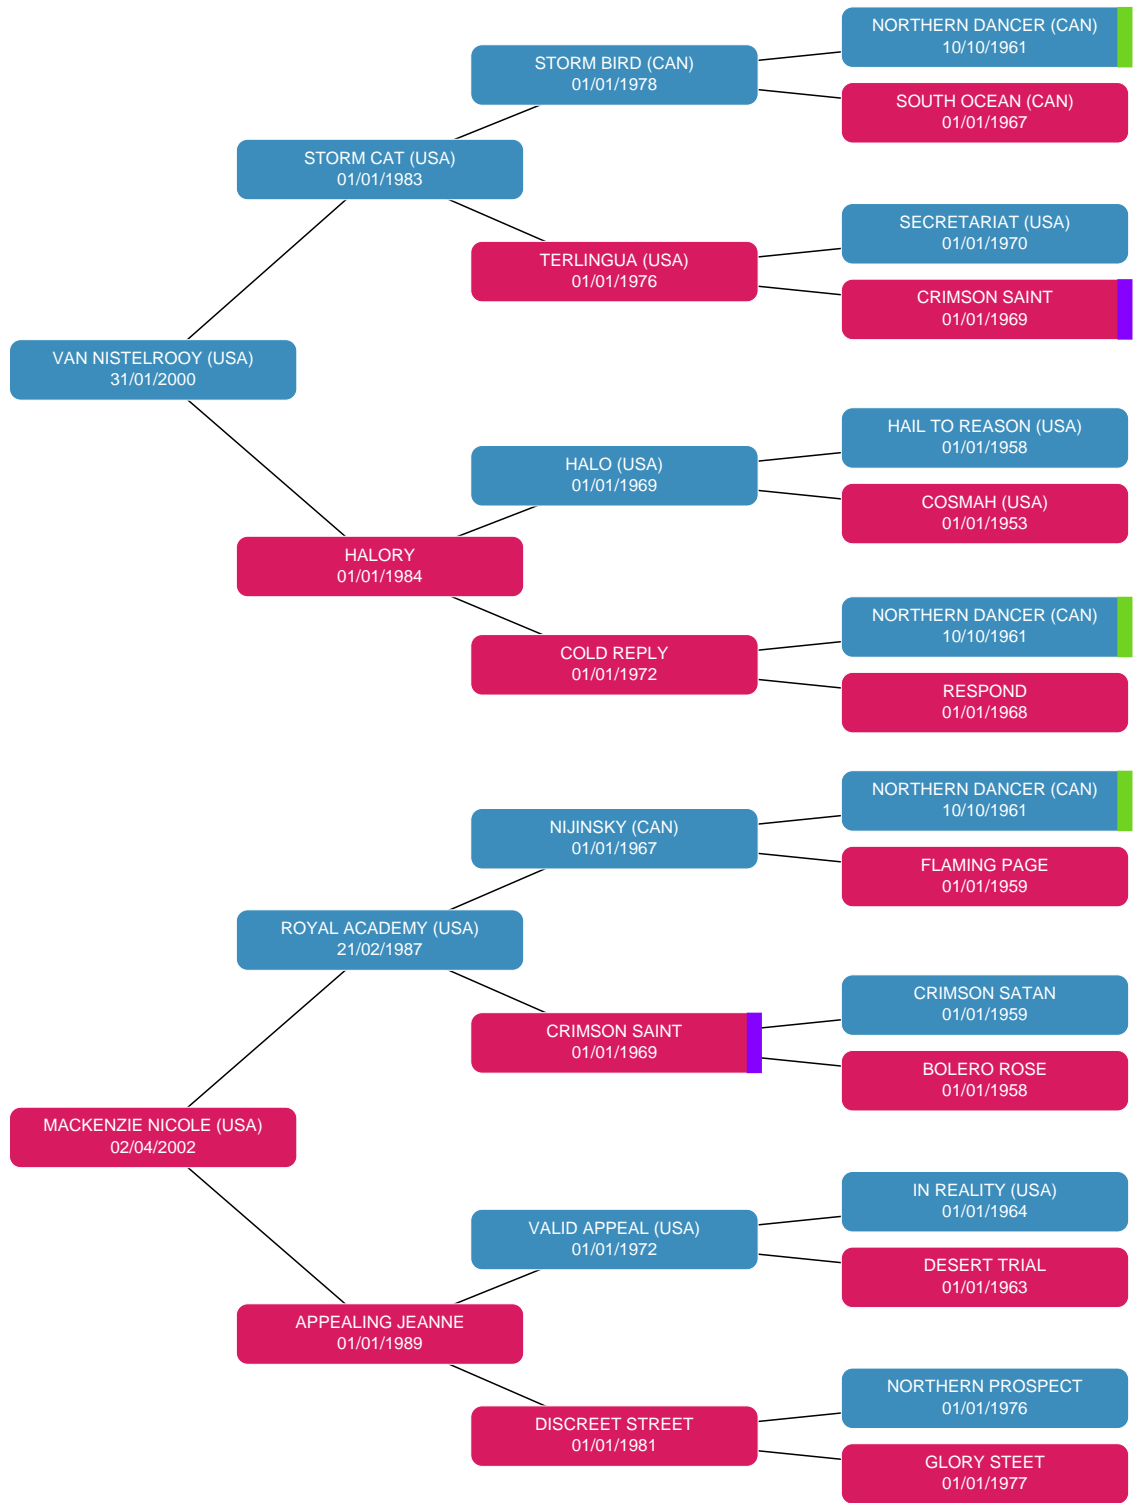 NORTHERN DANCER (CAN)
10/10/1961
STORM BIRD (CAN)
01/01/1978
SOUTH OCEAN (CAN)
01/01/1967
STORM CAT (USA)
01/01/1983
SECRETARIAT (USA)
01/01/1970
TERLINGUA (USA)
01/01/1976
CRIMSON SAINT
01/01/1969
VAN NISTELROOY (USA)
31/01/2000
HAIL TO REASON (USA)
01/01/1958
HALO (USA)
01/01/1969
COSMAH (USA)
01/01/1953
HALORY
01/01/1984
NORTHERN DANCER (CAN)
10/10/1961
COLD REPLY
01/01/1972
RESPOND
01/01/1968
NORTHERN DANCER (CAN)
10/10/1961
NIJINSKY (CAN)
01/01/1967
FLAMING PAGE
01/01/1959
ROYAL ACADEMY (USA)
21/02/1987
CRIMSON SATAN
01/01/1959
CRIMSON SAINT
01/01/1969
BOLERO ROSE
01/01/1958
MACKENZIE NICOLE (USA)
02/04/2002
IN REALITY (USA)
01/01/1964
VALID APPEAL (USA)
01/01/1972
DESERT TRIAL
01/01/1963
APPEALING JEANNE
01/01/1989
NORTHERN PROSPECT
01/01/1976
DISCREET STREET
01/01/1981
GLORY STEET
01/01/1977